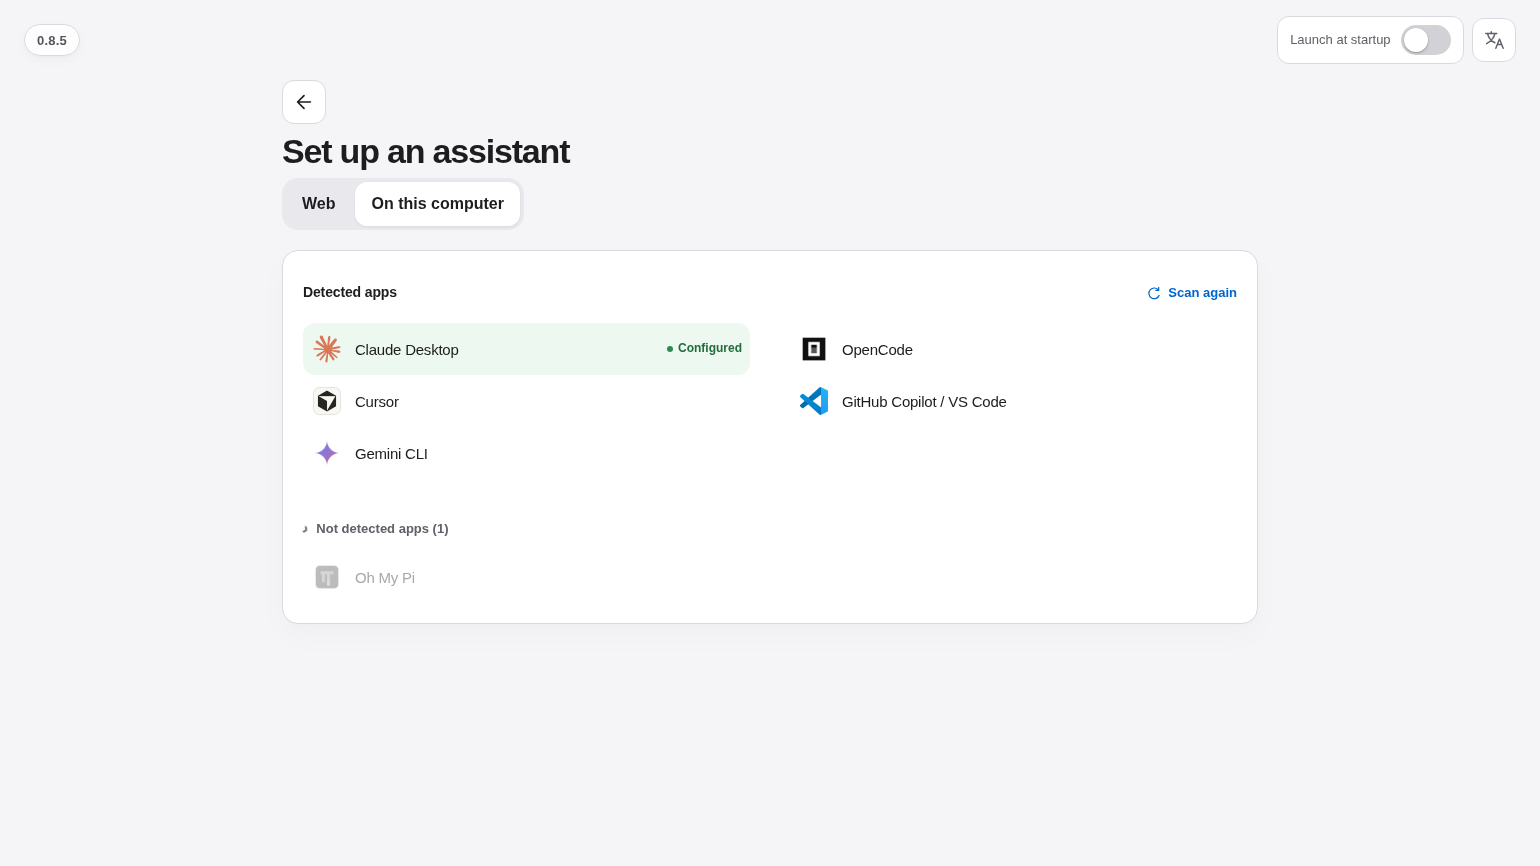 0.8.5
Launch at startup
Set up an assistant
Web
On this computer
Detected apps
Scan again
Claude Desktop
Configured
OpenCode
Cursor
GitHub Copilot / VS Code
Gemini CLI
Not detected apps (1)
Oh My Pi